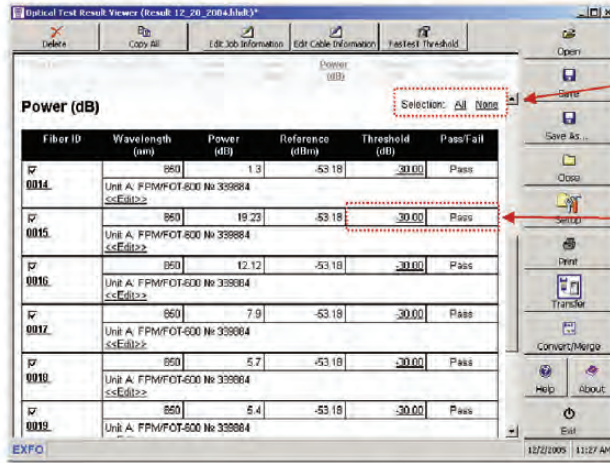 Optical Test Result Viewer (Result 12_20_2004.hldt)*
Delete
Copy All
Edit Job Information
Edit Cable Information
Fastest Threshold
Power
(dB)
Power (dB)
Selection: All None
Fiber ID Wavelength (nm) Power (dB) Reference (dBm) Threshold (dB) Pass/Fail
0014 850 1.3 -53.18 -30.00 Pass
Unit A: FPM/FOT-600 № 339884
<<Edit>>
0015 850 19.23 -53.18 -30.00 Pass
Unit A: FPM/FOT-600 № 339884
<<Edit>>
0016 850 12.12 -53.18 -30.00 Pass
Unit A: FPM/FOT-600 № 339884
<<Edit>>
0017 850 7.9 -53.18 -30.00 Pass
Unit A: FPM/FOT-600 № 339884
<<Edit>>
0018 850 5.7 -53.18 -30.00 Pass
Unit A: FPM/FOT-600 № 339884
<<Edit>>
0019 850 5.4 -53.18 -30.00 Pass
Unit A: FPM/FOT-600 № 339884
Open
Save
Save As...
Close
Setup
Print
Transfer
Convert/Merge
Help
About
Exit
EXFO
12/2/2005 11:27 AM